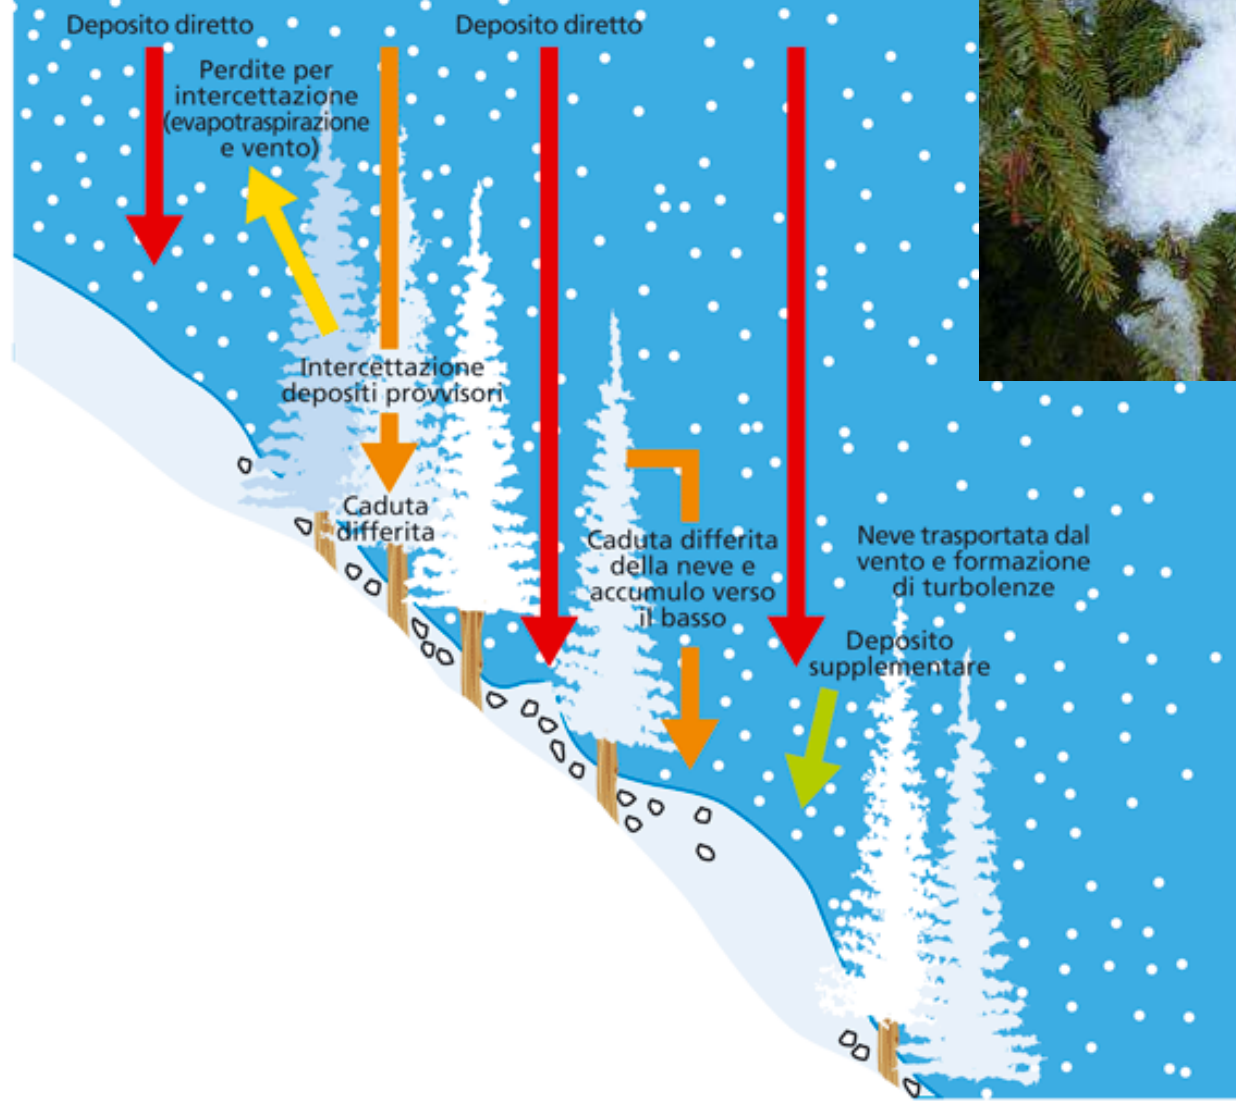 Deposito diretto
Deposito diretto
Perdite per
intercettazione
(evapotraspirazione
e vento)
Intercettazione
depositi provvisori
Caduta
differita
Caduta differita
della neve e
accumulo verso
il basso
Neve trasportata dal
vento e formazione
di turbolenze
Deposito
supplementare